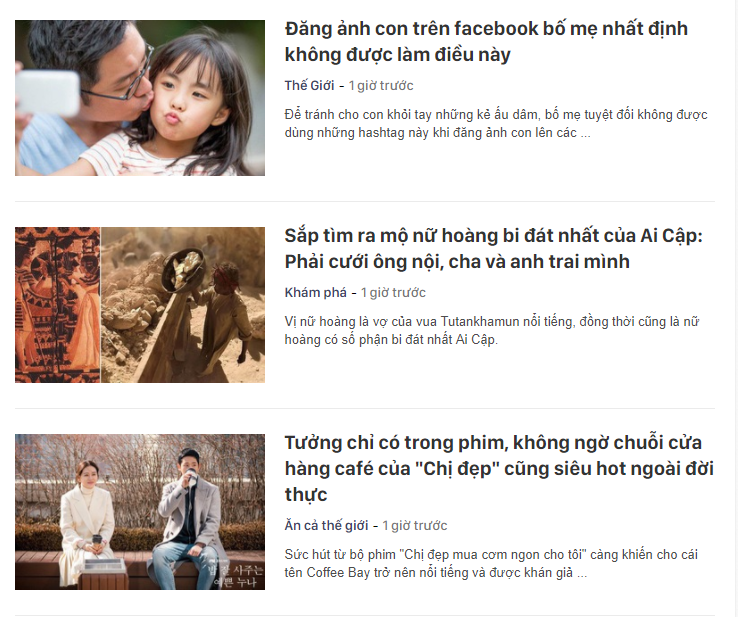 Đăng ảnh con trên facebook bố mẹ nhất định
không được làm điều này
Thế Giới - 1 giờ trước
Để tránh cho con khỏi tay những kẻ ấu dâm, bố mẹ tuyệt đối không được
dùng những hashtag này khi đăng ảnh con lên các ...
Sắp tìm ra mộ nữ hoàng bi đát nhất của Ai Cập:
Phải cưới ông nội, cha và anh trai mình
Khám phá - 1 giờ trước
Vị nữ hoàng là vợ của vua Tutankhamun nổi tiếng, đồng thời cũng là nữ
hoàng có số phận bi đát nhất Ai Cập.
Tưởng chỉ có trong phim, không ngờ chuỗi cửa
hàng café của "Chị đẹp" cũng siêu hot ngoài đời
thực
Ăn cả thế giới - 1 giờ trước
Sức hút từ bộ phim "Chị đẹp mua cơm ngon cho tôi" càng khiến cho cái
tên Coffee Bay trở nên nổi tiếng và được khán giả ...
밥 잘 사주는
예쁜 누나